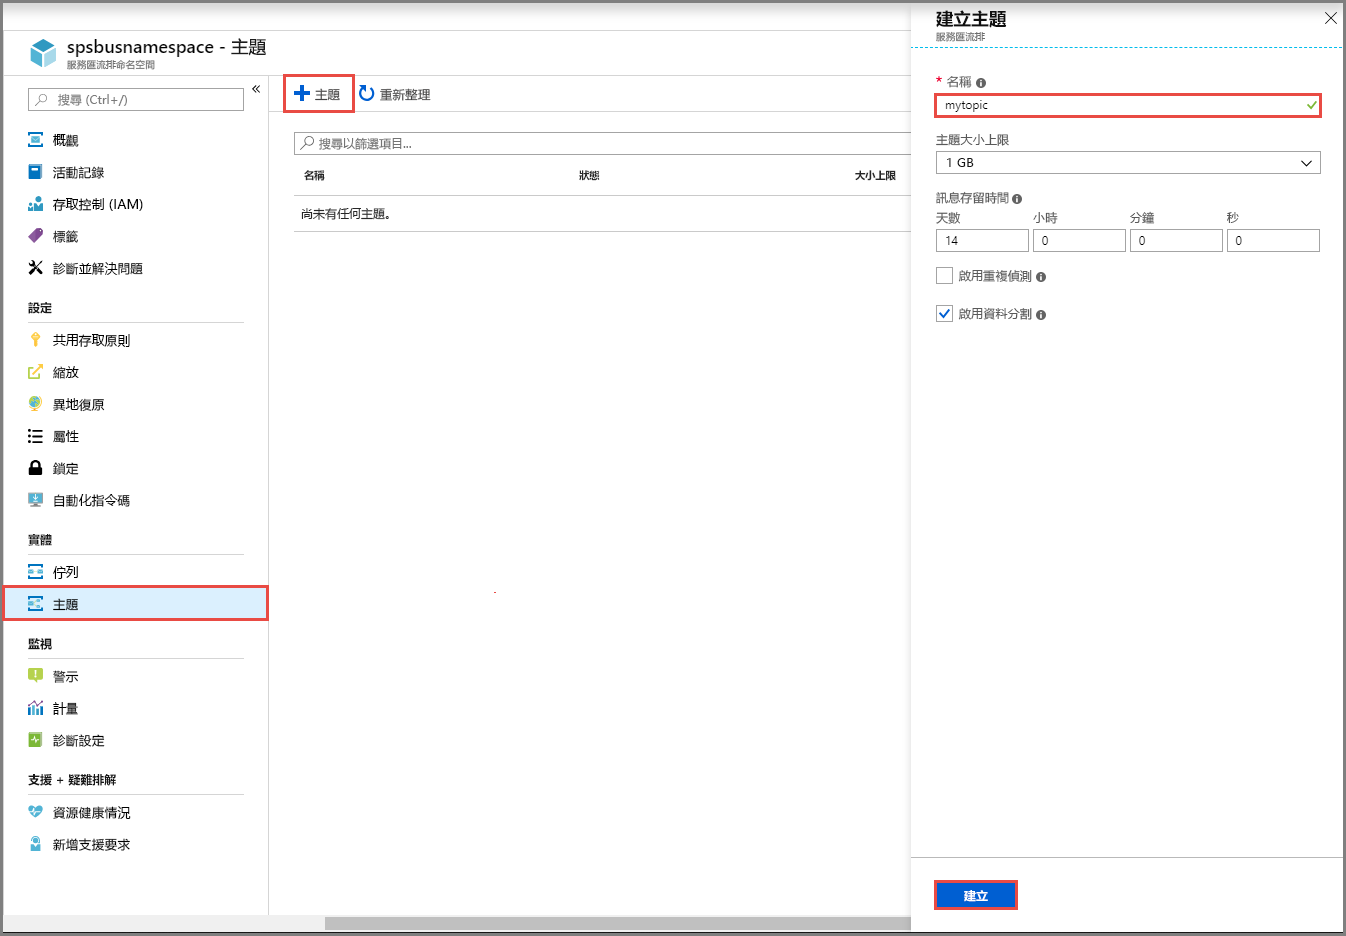 spsbusnamespace - 主題
服務匯流排命名空間
搜尋 (Ctrl+/)
«
概觀
活動記錄
存取控制 (IAM)
標籤
診斷並解決問題
設定
共用存取原則
縮放
異地復原
屬性
鎖定
自動化指令碼
實體
佇列
主題
監視
警示
計量
診斷設定
支援 + 疑難排解
資源健康情況
新增支援要求
主題 重新整理
搜尋以篩選項目...
名稱 狀態 大小上限
尚未有任何主題。
建立主題
服務匯流排
* 名稱
mytopic
主題大小上限
1 GB
訊息存留時間
天數 小時 分鐘 秒
14 0 0 0
啟用重複偵測
啟用資料分割
建立